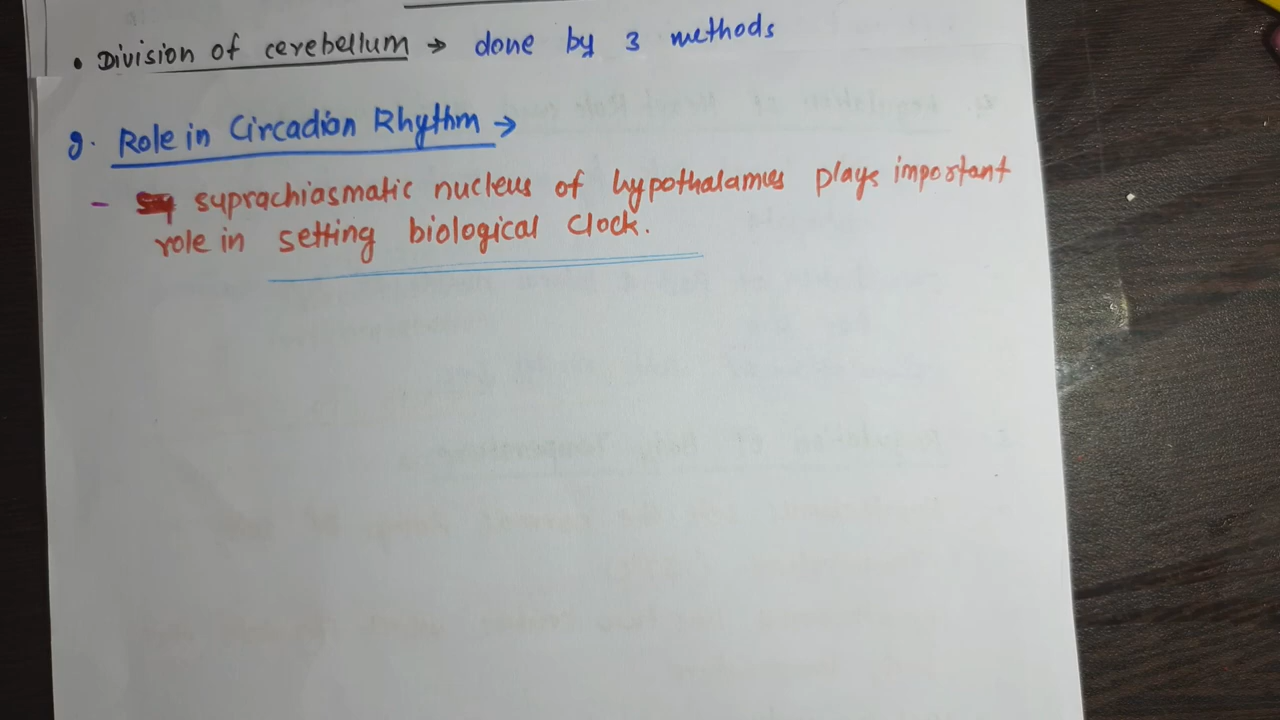 • Division of cerebellum → done by 3 methods
9. Role in Circadion Rhythm →
- suprachiasmatic nucleus of hypothalamus plays important
role in setting biological clock.